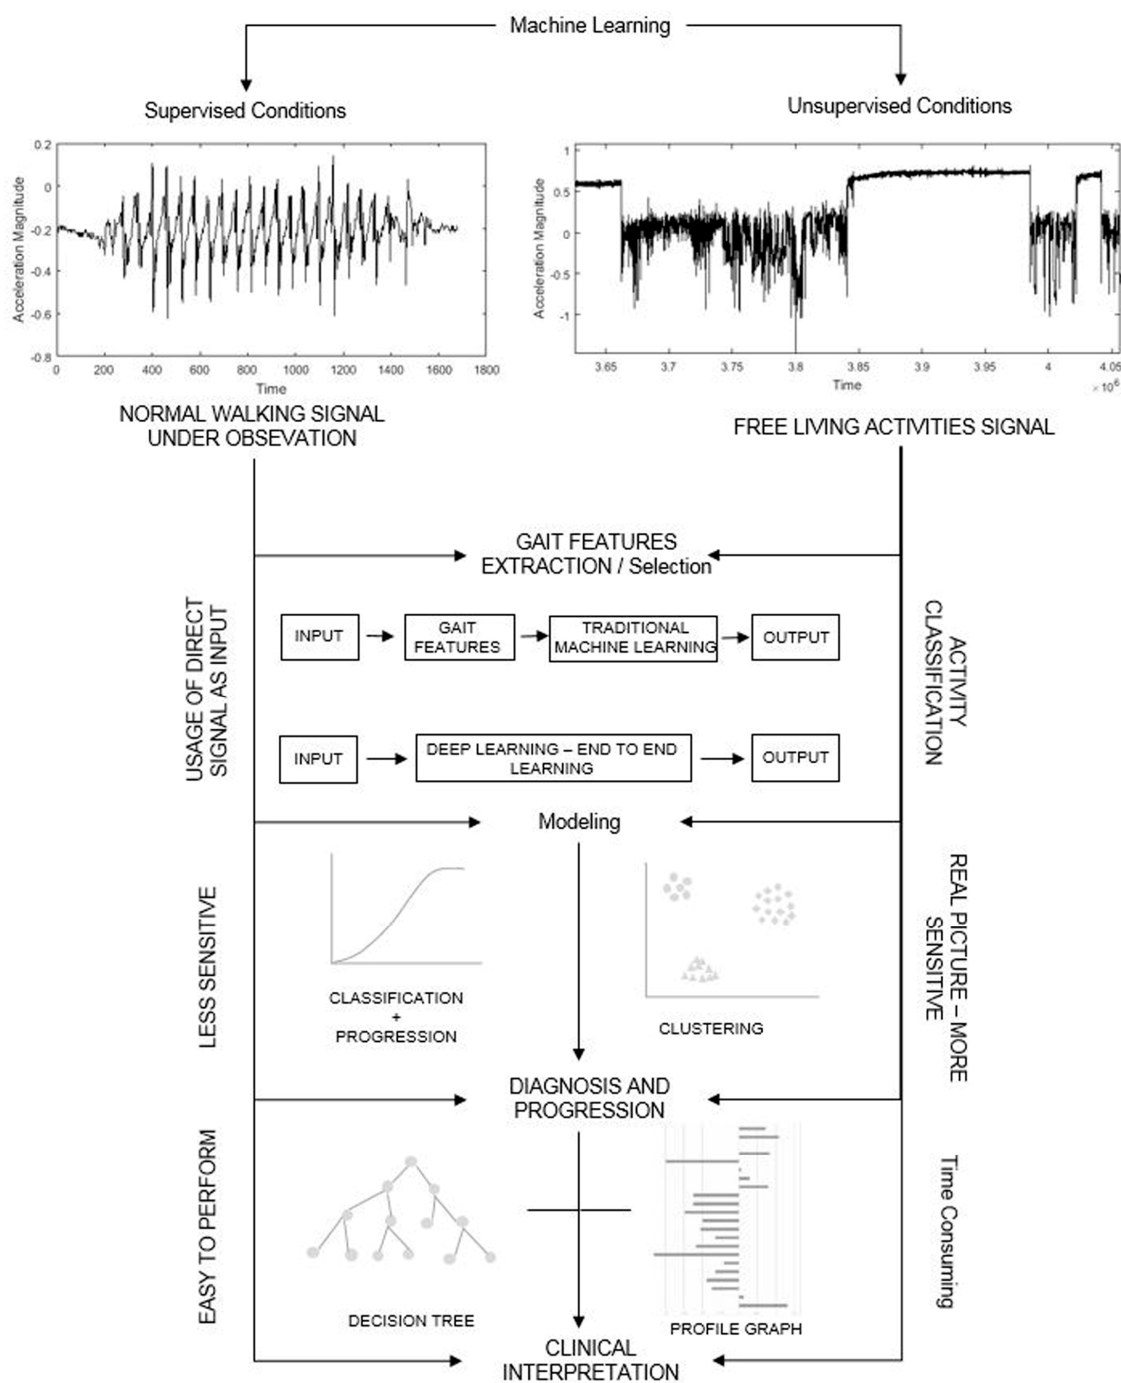 Machine Learning
Supervised Conditions
Unsupervised Conditions
0.2
0
-0.2
-0.4
-0.6
-0.8
Acceleration Magnitude
0
200
400
600
800
1000
1200
1400
1600
1800
Time
1
0.5
0
-0.5
-1
Acceleration Magnitude
3.65
3.7
3.75
3.8
3.85
3.9
3.95
4
4.05
Time
× 10⁶
NORMAL WALKING SIGNAL
UNDER OBSEVATION
FREE LIVING ACTIVITIES SIGNAL
GAIT FEATURES
EXTRACTION / Selection
USAGE OF DIRECT
SIGNAL AS INPUT
INPUT
GAIT
FEATURES
TRADITIONAL
MACHINE LEARNING
OUTPUT
ACTIVITY
CLASSIFICATION
INPUT
DEEP LEARNING – END TO END
LEARNING
OUTPUT
Modeling
LESS SENSITIVE
CLASSIFICATION
+
PROGRESSION
CLUSTERING
REAL PICTURE – MORE
SENSITIVE
DIAGNOSIS AND
PROGRESSION
EASY TO PERFORM
DECISION TREE
PROFILE GRAPH
Time Consuming
CLINICAL
INTERPRETATION